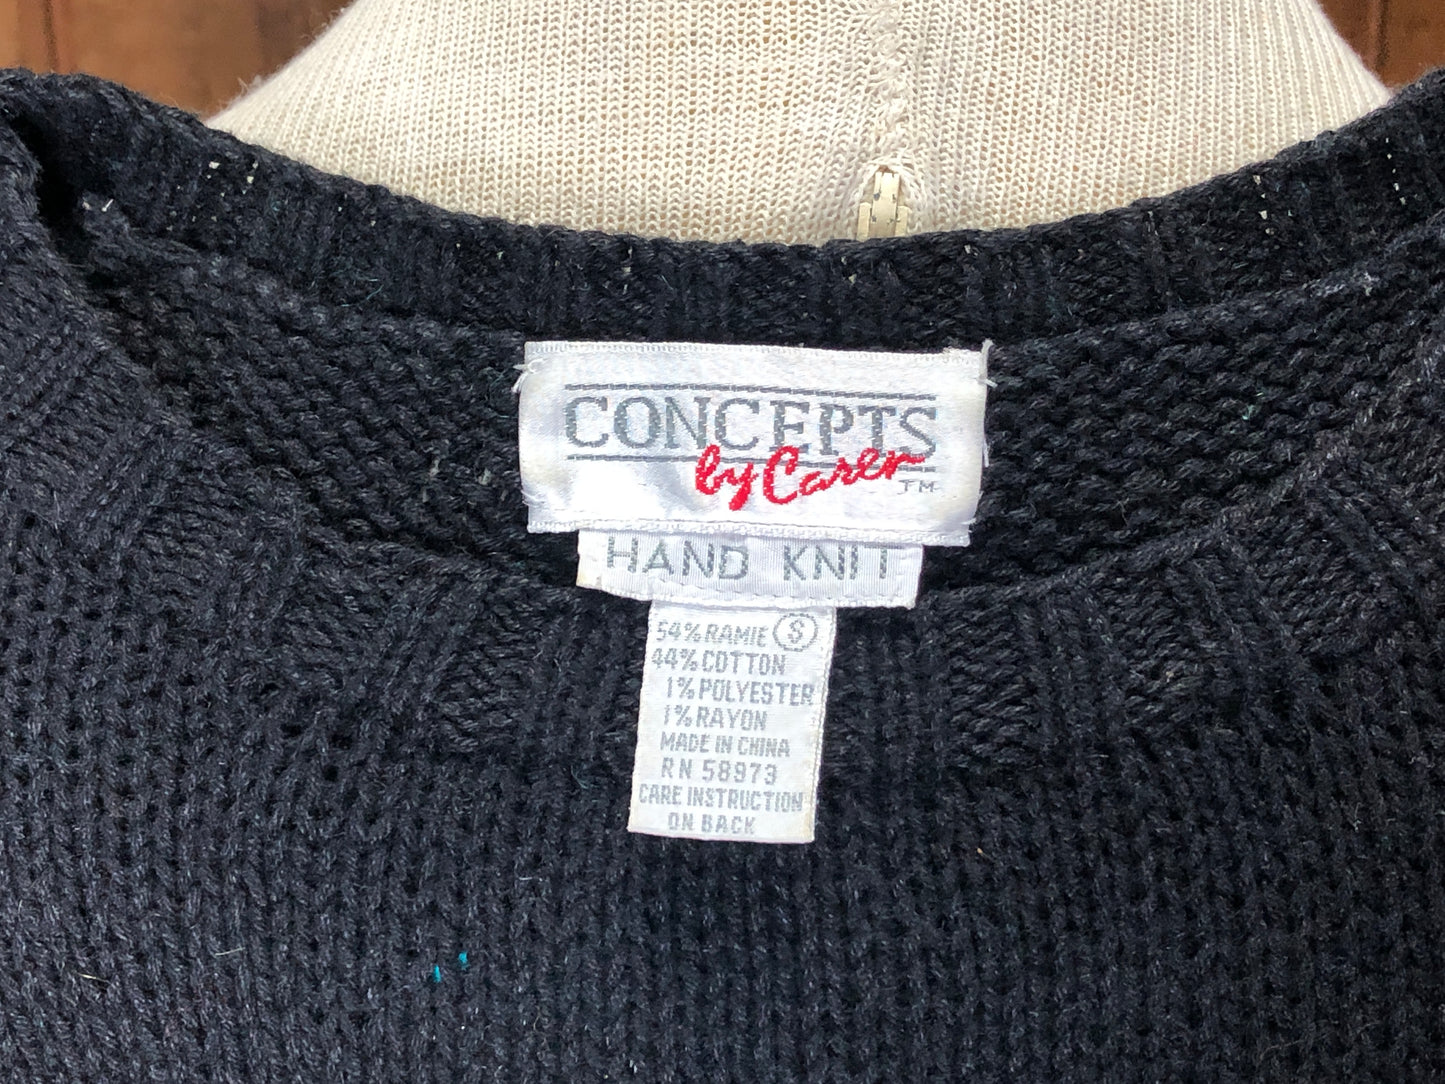 CONCEPTS
by Caren
TM
HAND KNIT
54% RAMIE S
44% COTTON
1% POLYESTER
1% RAYON
MADE IN CHINA
RN 58973
CARE INSTRUCTION
ON BACK